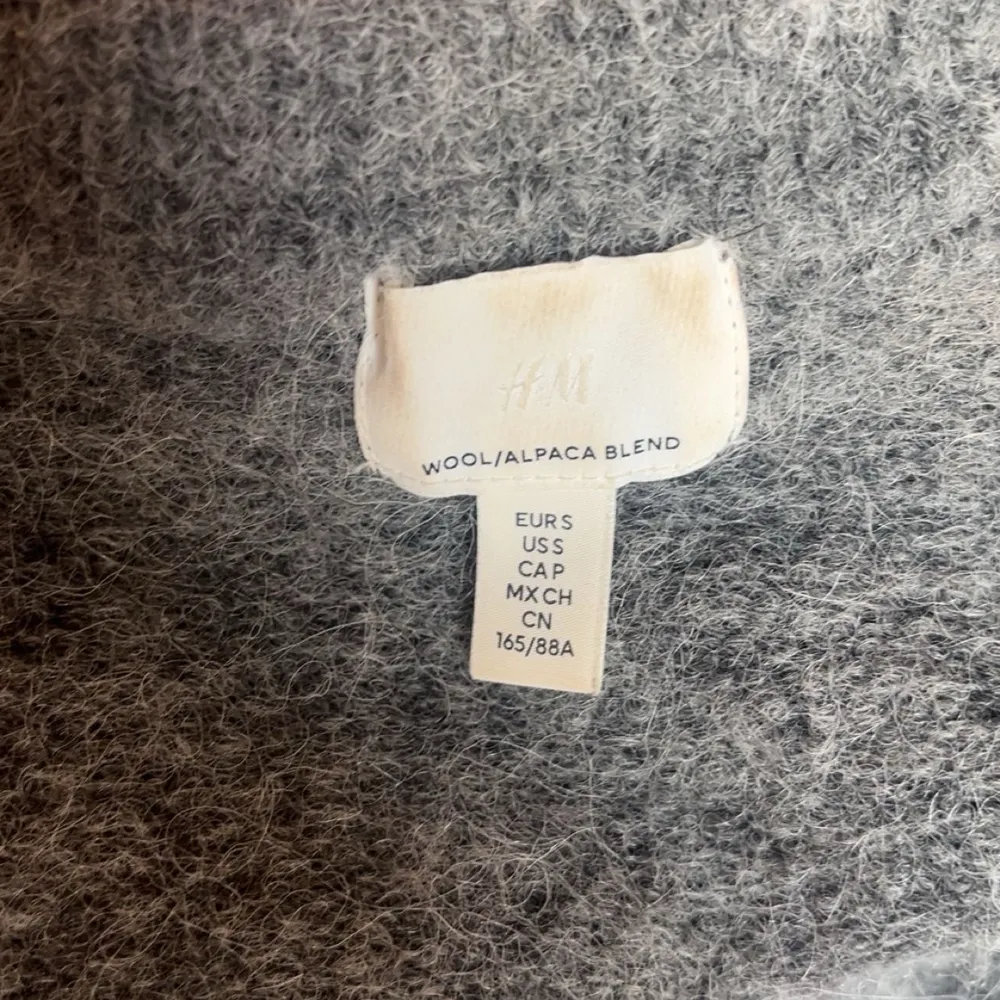 H&M
WOOL/ALPACA BLEND
EUR S
US S
CA P
MX CH
CN
165/88A